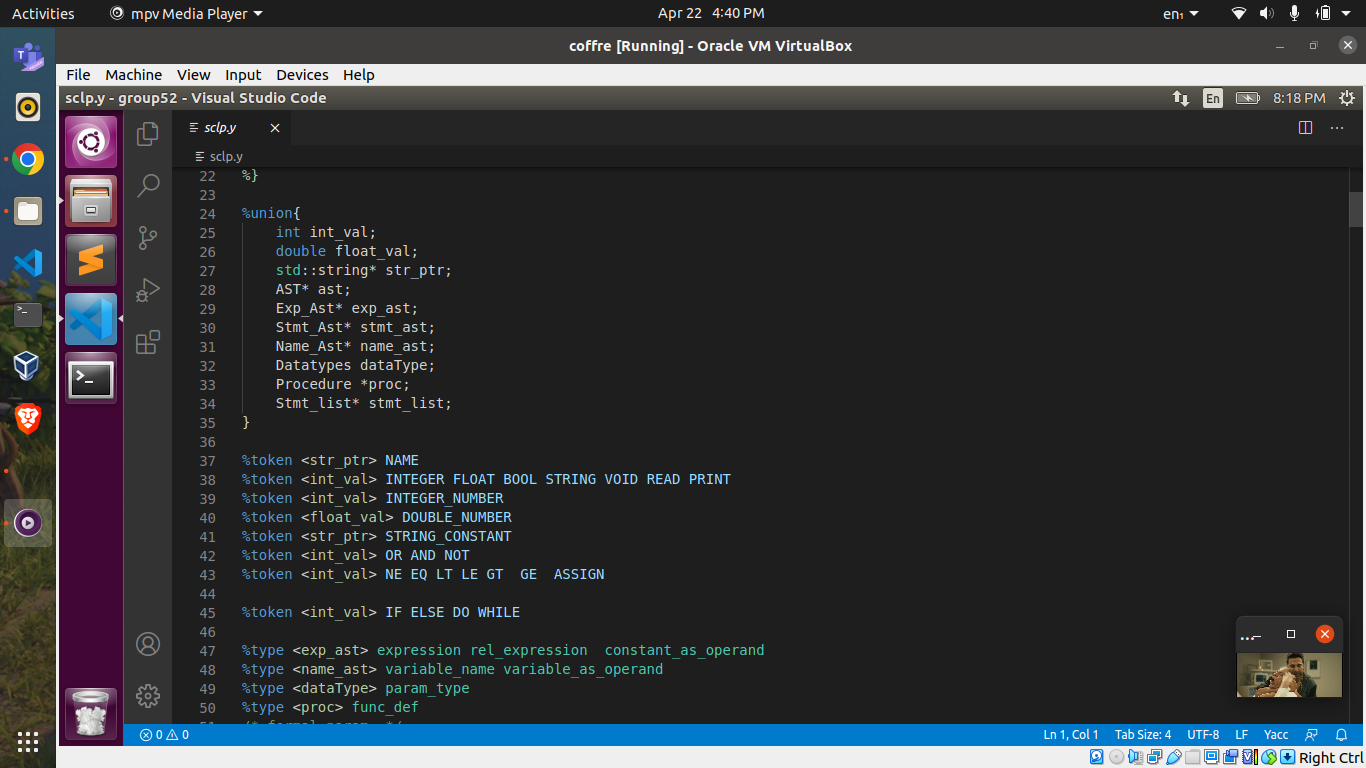 Activities
mpv Media Player
Apr 22 4:40 PM
en₁
coffre [Running] - Oracle VM VirtualBox
File Machine View Input Devices Help
sclp.y - group52 - Visual Studio Code
En
8:18 PM
sclp.y
sclp.y
22 %}
23
24 %union{
25 int int_val;
26 double float_val;
27 std::string* str_ptr;
28 AST* ast;
29 Exp_Ast* exp_ast;
30 Stmt_Ast* stmt_ast;
31 Name_Ast* name_ast;
32 Datatypes dataType;
33 Procedure *proc;
34 Stmt_list* stmt_list;
35 }
36
37 %token <str_ptr> NAME
38 %token <int_val> INTEGER FLOAT BOOL STRING VOID READ PRINT
39 %token <int_val> INTEGER_NUMBER
40 %token <float_val> DOUBLE_NUMBER
41 %token <str_ptr> STRING_CONSTANT
42 %token <int_val> OR AND NOT
43 %token <int_val> NE EQ LT LE GT  GE  ASSIGN
44
45 %token <int_val> IF ELSE DO WHILE
46
47 %type <exp_ast> expression rel_expression  constant_as_operand
48 %type <name_ast> variable_name variable_as_operand
49 %type <dataType> param_type
50 %type <proc> func_def
0 0
Ln 1, Col 1
Tab Size: 4
UTF-8
LF
Yacc
Right Ctrl